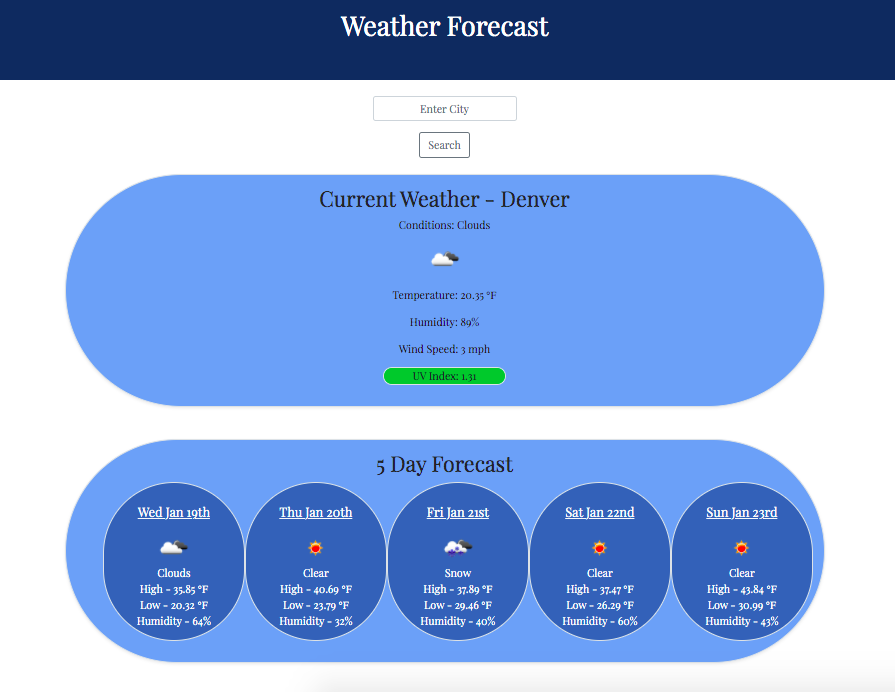 Weather Forecast
Enter City
Search
Current Weather - Denver
Conditions: Clouds
Temperature: 20.35 °F
Humidity: 89%
Wind Speed: 3 mph
UV Index: 1.31
5 Day Forecast
Wed Jan 19th
Clouds
High - 35.85 °F
Low - 20.32 °F
Humidity - 64%
Thu Jan 20th
Clear
High - 40.69 °F
Low - 23.79 °F
Humidity - 32%
Fri Jan 21st
Snow
High - 37.89 °F
Low - 29.46 °F
Humidity - 40%
Sat Jan 22nd
Clear
High - 37.47 °F
Low - 26.29 °F
Humidity - 60%
Sun Jan 23rd
Clear
High - 43.84 °F
Low - 30.99 °F
Humidity - 43%